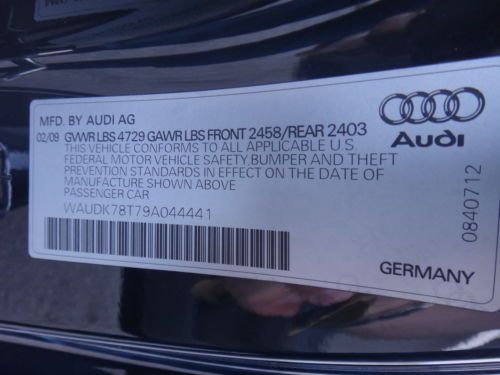 MFD. BY AUDI AG
02/09 GVWR LBS 4729 GAWR LBS FRONT 2458/REAR 2403
THIS VEHICLE CONFORMS TO ALL APPLICABLE U.S
FEDERAL MOTOR VEHICLE SAFETY, BUMPER AND THEFT
PREVENTION STANDARDS IN EFFECT ON THE DATE OF
MANUFACTURE SHOWN ABOVE
PASSENGER CAR
WAUDK78T79A044441
Audi
0840712
GERMANY